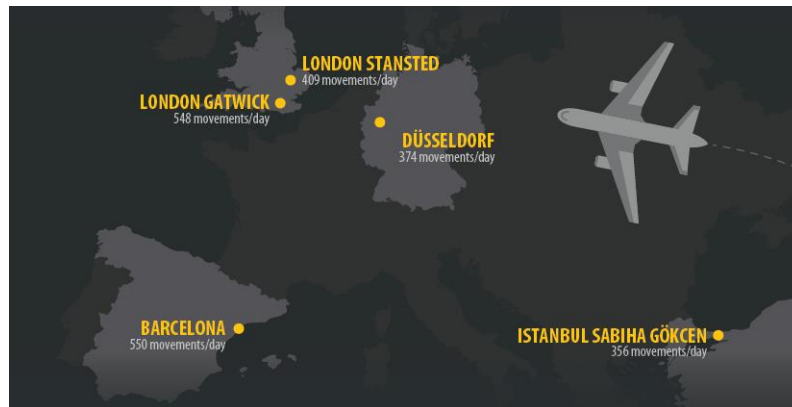 LONDON STANSTED
409 movements/day
LONDON GATWICK
548 movements/day
DÜSSELDORF
374 movements/day
BARCELONA
550 movements/day
ISTANBUL SABIHA GÖKCEN
356 movements/day